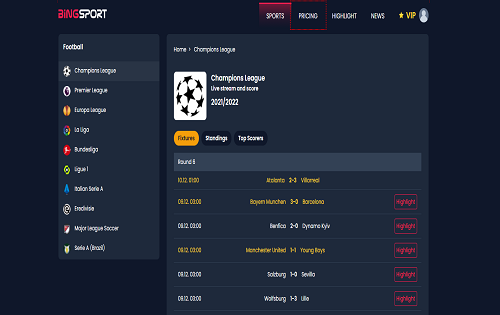 BINGSPORT
SPORTS PRICING HIGHLIGHT NEWS VIP
Football
Champions League
Premier League
Europa League
La Liga
Bundesliga
Ligue 1
Italian Serie A
Eredivisie
Major League Soccer
Serie A (Brazil)
Home > Champions League
Champions League
Live stream and score
2021/2022
Fixtures Standings Top Scorers
Round 6
10.12. 01:00 Atalanta 2-3 Villarreal
09.12. 03:00 Bayern Munchen 3-0 Barcelona Highlight
09.12. 03:00 Benfica 2-0 Dynamo Kyiv Highlight
09.12. 03:00 Manchester United 1-1 Young Boys Highlight
09.12. 03:00 Salzburg 1-0 Sevilla Highlight
09.12. 03:00 Wolfsburg 1-3 Lille Highlight